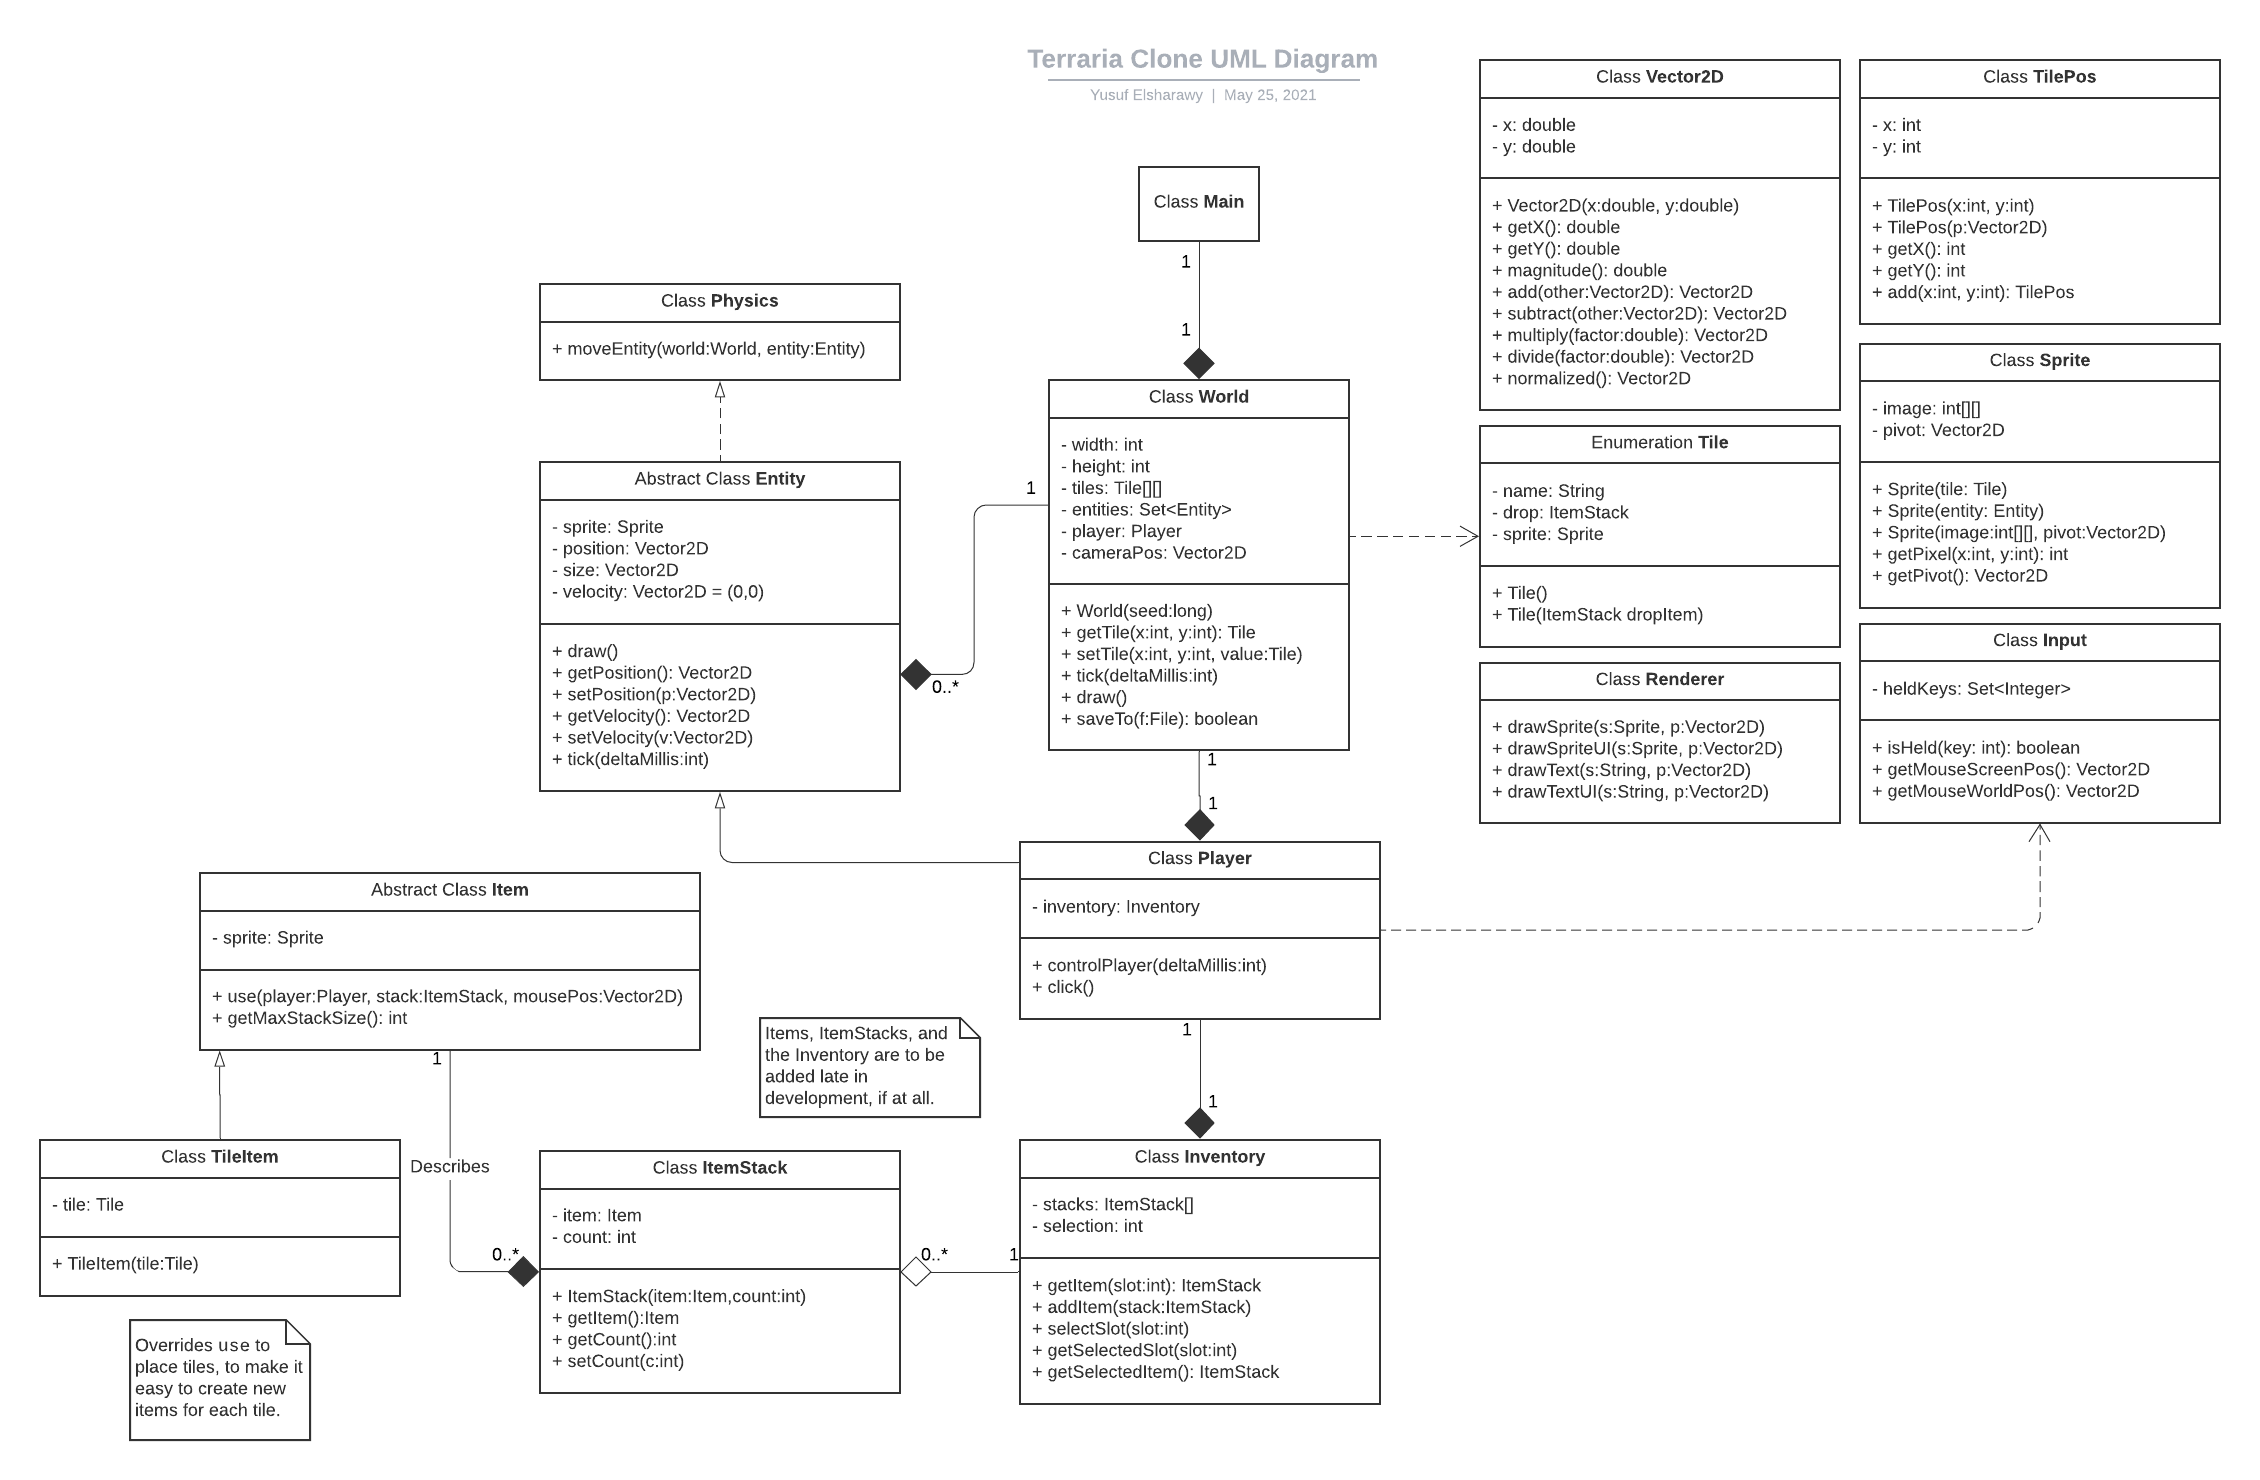 Terraria Clone UML Diagram
Yusuf Elsharawy | May 25, 2021
Class Main
1
1
Class Physics
+ moveEntity(world:World, entity:Entity)
Abstract Class Entity
- sprite: Sprite
- position: Vector2D
- size: Vector2D
- velocity: Vector2D = (0,0)
+ draw()
+ getPosition(): Vector2D
+ setPosition(p:Vector2D)
+ getVelocity(): Vector2D
+ setVelocity(v:Vector2D)
+ tick(deltaMillis:int)
1
0..*
Class World
- width: int
- height: int
- tiles: Tile[][]
- entities: Set<Entity>
- player: Player
- cameraPos: Vector2D
+ World(seed:long)
+ getTile(x:int, y:int): Tile
+ setTile(x:int, y:int, value:Tile)
+ tick(deltaMillis:int)
+ draw()
+ saveTo(f:File): boolean
1
1
Class Vector2D
- x: double
- y: double
+ Vector2D(x:double, y:double)
+ getX(): double
+ getY(): double
+ magnitude(): double
+ add(other:Vector2D): Vector2D
+ subtract(other:Vector2D): Vector2D
+ multiply(factor:double): Vector2D
+ divide(factor:double): Vector2D
+ normalized(): Vector2D
Class TilePos
- x: int
- y: int
+ TilePos(x:int, y:int)
+ TilePos(p:Vector2D)
+ getX(): int
+ getY(): int
+ add(x:int, y:int): TilePos
Enumeration Tile
- name: String
- drop: ItemStack
- sprite: Sprite
+ Tile()
+ Tile(ItemStack dropItem)
Class Sprite
- image: int[][]
- pivot: Vector2D
+ Sprite(tile: Tile)
+ Sprite(entity: Entity)
+ Sprite(image:int[][], pivot:Vector2D)
+ getPixel(x:int, y:int): int
+ getPivot(): Vector2D
Class Renderer
+ drawSprite(s:Sprite, p:Vector2D)
+ drawSpriteUI(s:Sprite, p:Vector2D)
+ drawText(s:String, p:Vector2D)
+ drawTextUI(s:String, p:Vector2D)
Class Input
- heldKeys: Set<Integer>
+ isHeld(key: int): boolean
+ getMouseScreenPos(): Vector2D
+ getMouseWorldPos(): Vector2D
Class Player
- inventory: Inventory
+ controlPlayer(deltaMillis:int)
+ click()
1
1
Abstract Class Item
- sprite: Sprite
+ use(player:Player, stack:ItemStack, mousePos:Vector2D)
+ getMaxStackSize(): int
1
Describes
0..*
Items, ItemStacks, and
the Inventory are to be
added late in
development, if at all.
Class TileItem
- tile: Tile
+ TileItem(tile:Tile)
Overrides use to
place tiles, to make it
easy to create new
items for each tile.
Class ItemStack
- item: Item
- count: int
+ ItemStack(item:Item,count:int)
+ getItem():Item
+ getCount():int
+ setCount(c:int)
0..*
1
Class Inventory
- stacks: ItemStack[]
- selection: int
+ getItem(slot:int): ItemStack
+ addItem(stack:ItemStack)
+ selectSlot(slot:int)
+ getSelectedSlot(slot:int)
+ getSelectedItem(): ItemStack